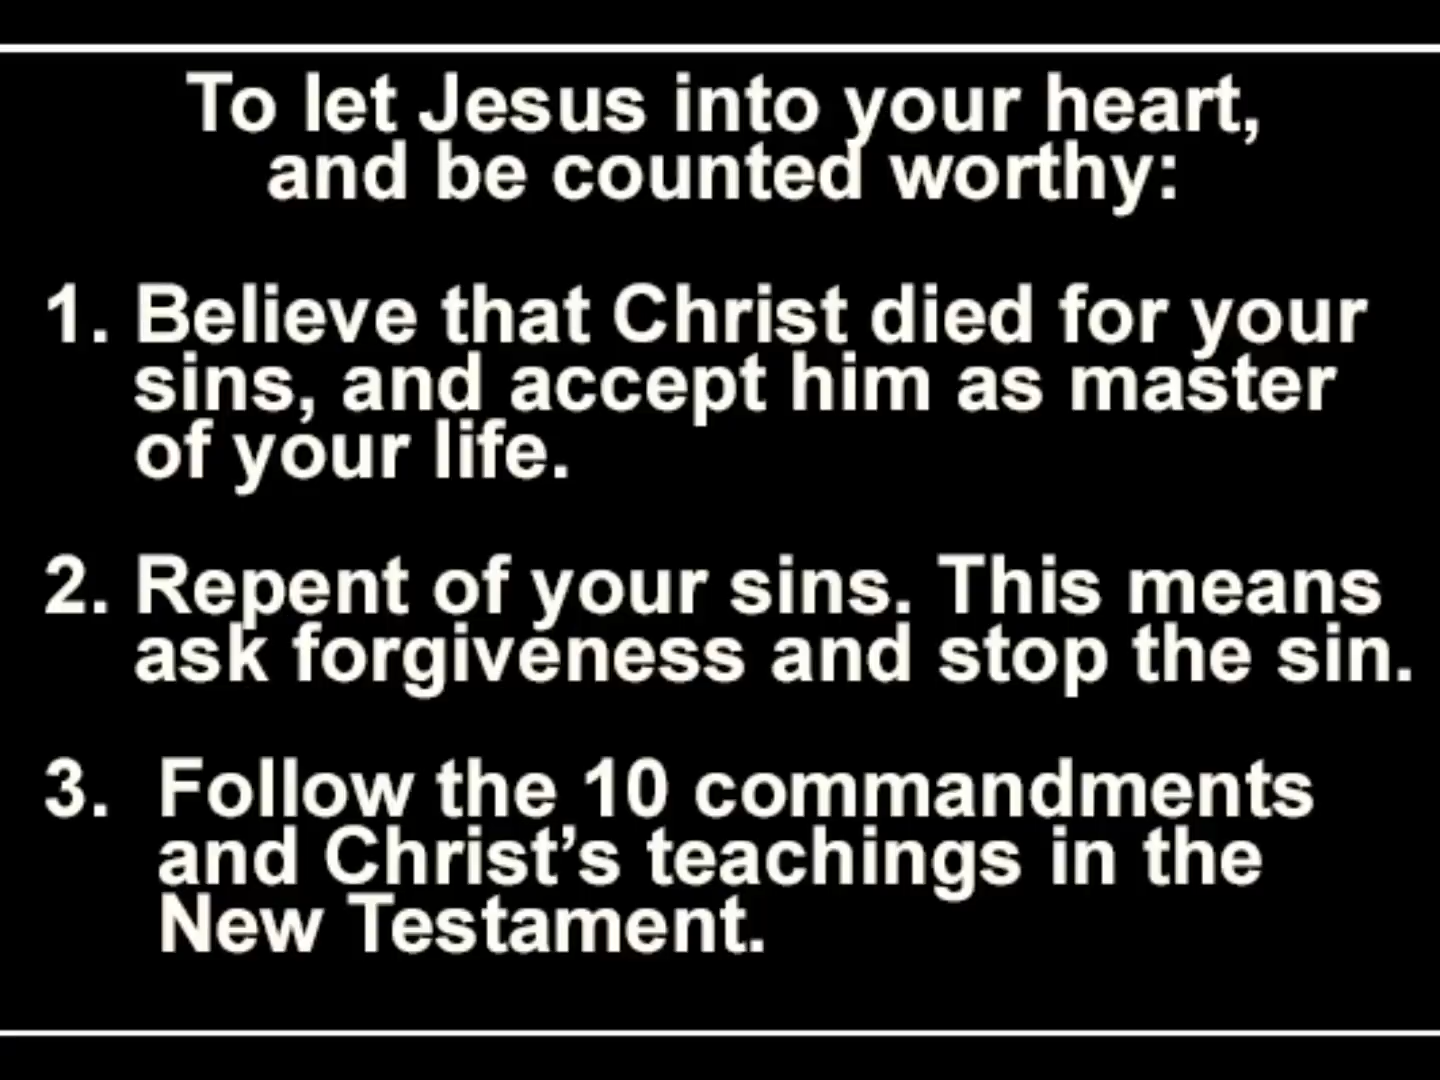 To let Jesus into your heart,
and be counted worthy:
1. Believe that Christ died for your
sins, and accept him as master
of your life.
2. Repent of your sins. This means
ask forgiveness and stop the sin.
3. Follow the 10 commandments
and Christ’s teachings in the
New Testament.